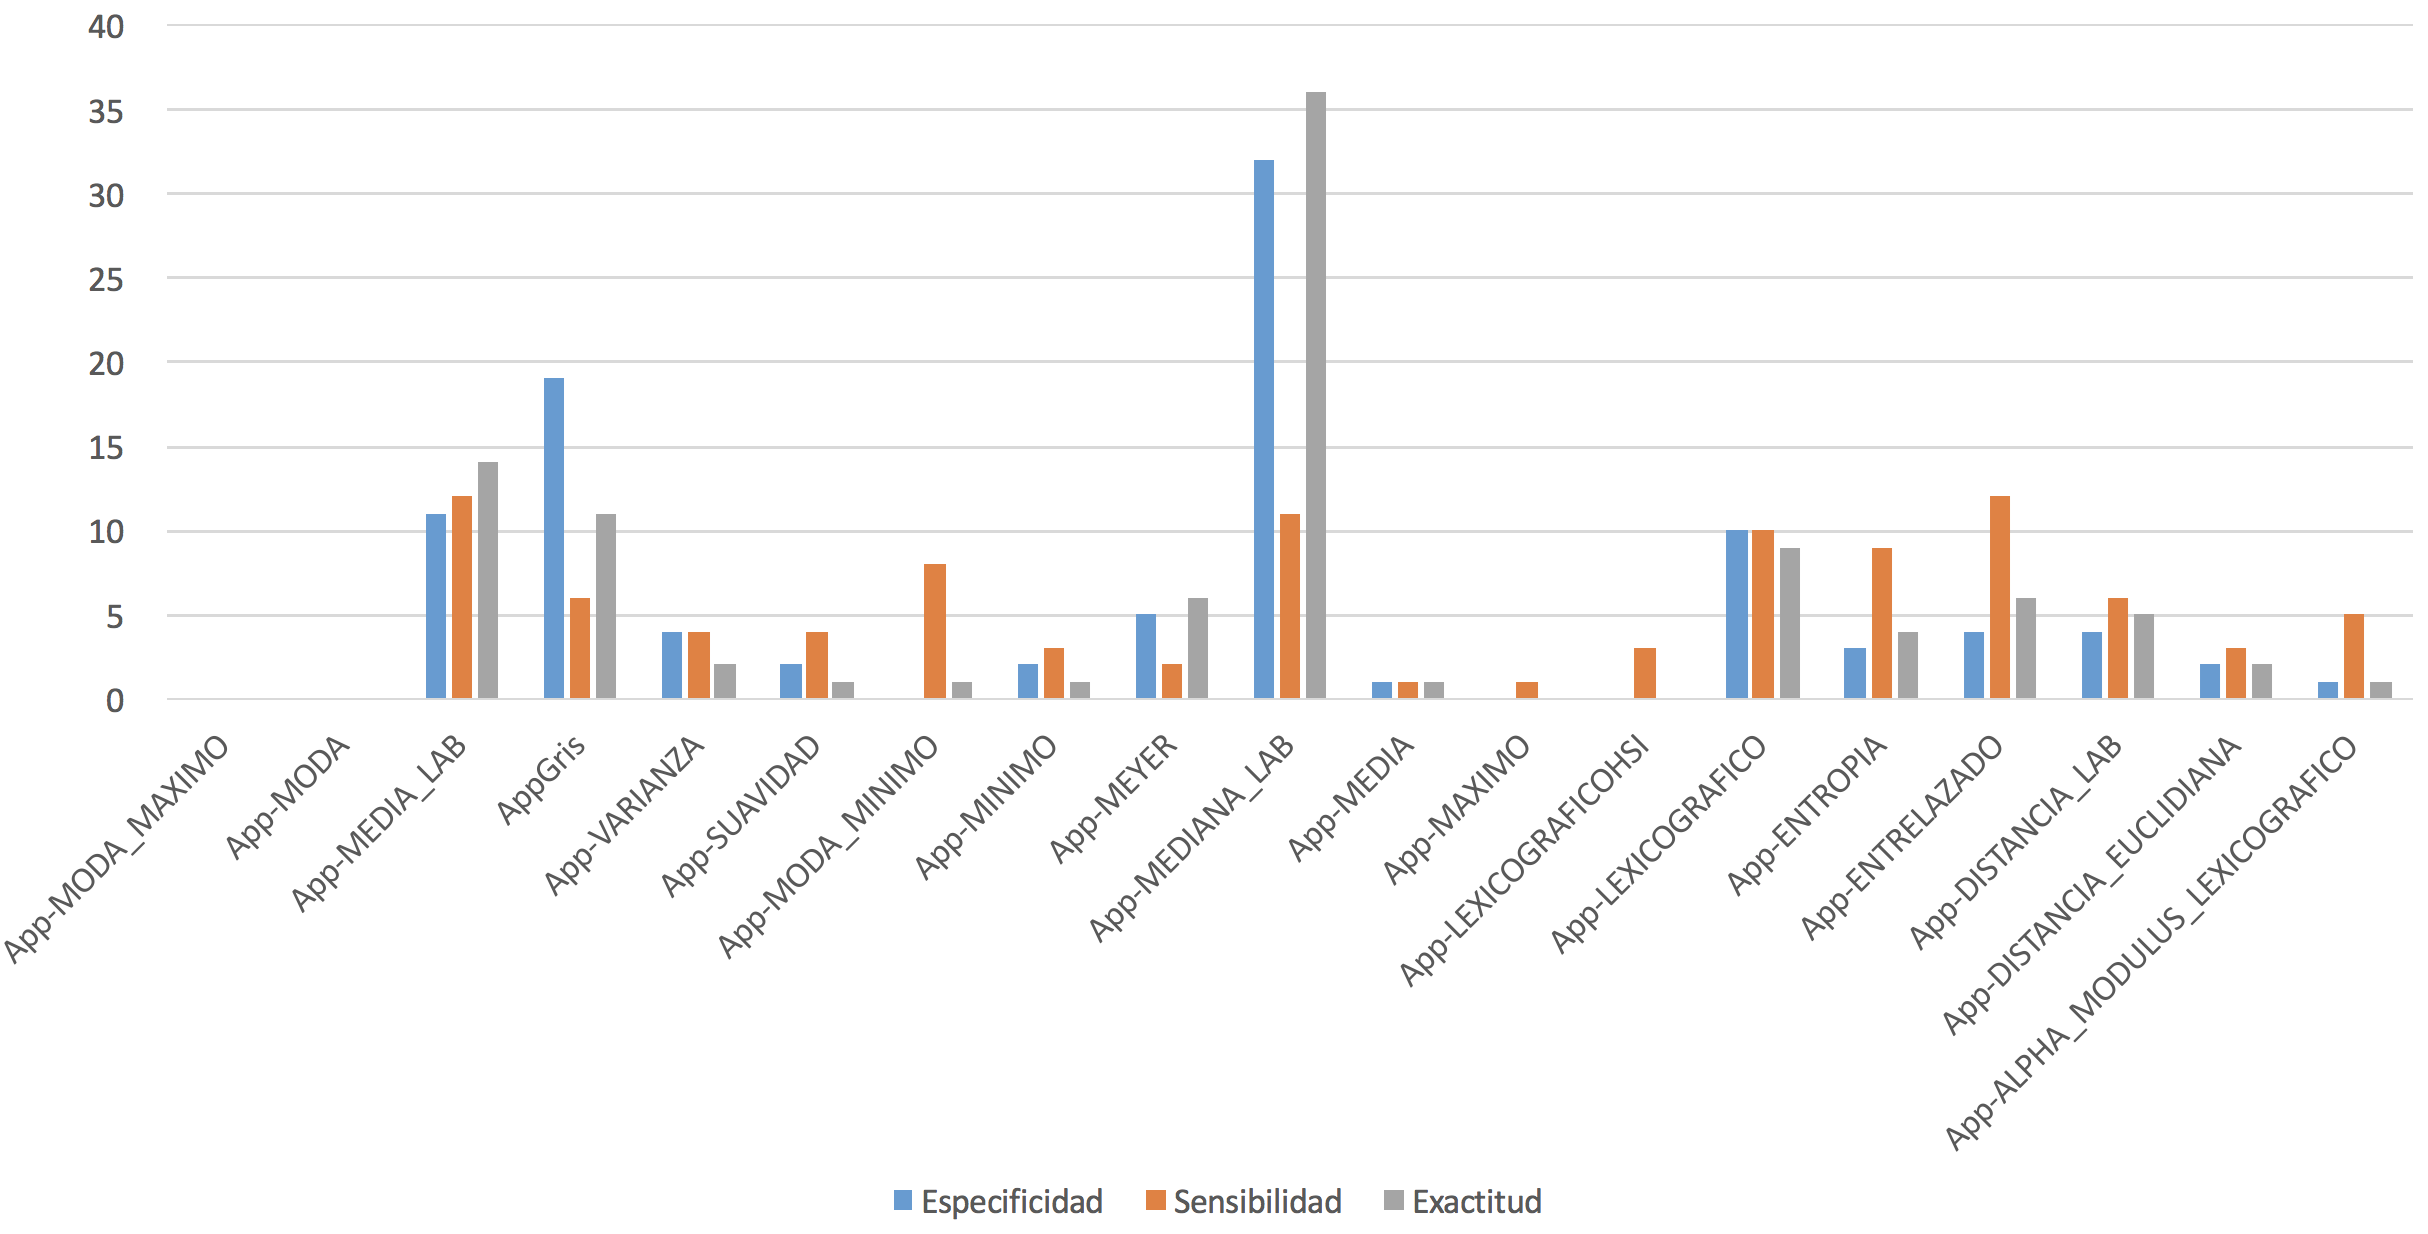 40
35
30
25
20
15
10
5
0
App-MODA_MAXIMO
App-MODA
App-MEDIA_LAB
AppGris
App-VARIANZA
App-SUAVIDAD
App-MODA_MINIIMO
App-MINIMO
App-MEYER
App-MEDIANA_LAB
App-MEDIA
App-MAXIMO
App-LEXICOGRAFICOHSI
App-LEXICOGRAFICO
App-ENTROPIA
App-ENTRELAZADO
App-DISTANCIA_LAB
App-DISTANCIA_EUCLIDIANA
App-ALPHA_MODULUS_LEXICOGRAFICO
Especificidad Sensibilidad Exactitud